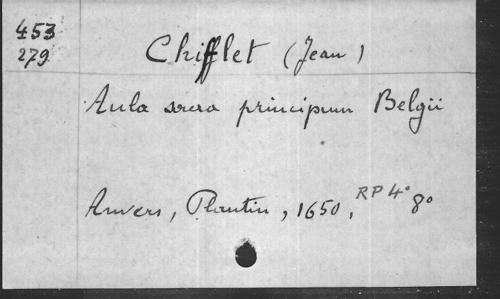 453
279
Chifflet (Jean)
Aula sacra principum Belgii
Anvers, Plantin, 1650, RP 4° 8°